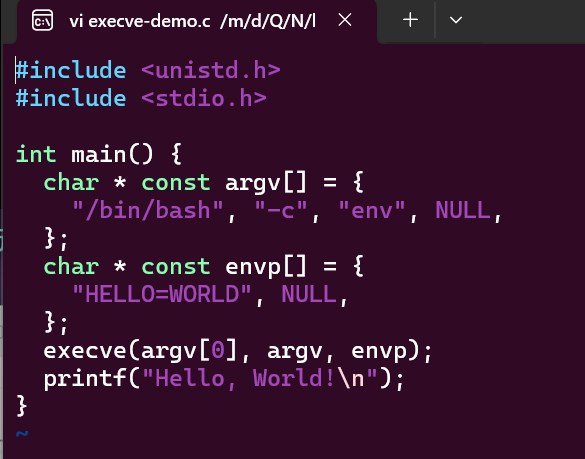 vi execve-demo.c /m/d/Q/N/l
#include <unistd.h>
#include <stdio.h>

int main() {
  char * const argv[] = {
    "/bin/bash", "-c", "env", NULL,
  };
  char * const envp[] = {
    "HELLO=WORLD", NULL,
  };
  execve(argv[0], argv, envp);
  printf("Hello, World!\n");
}
~